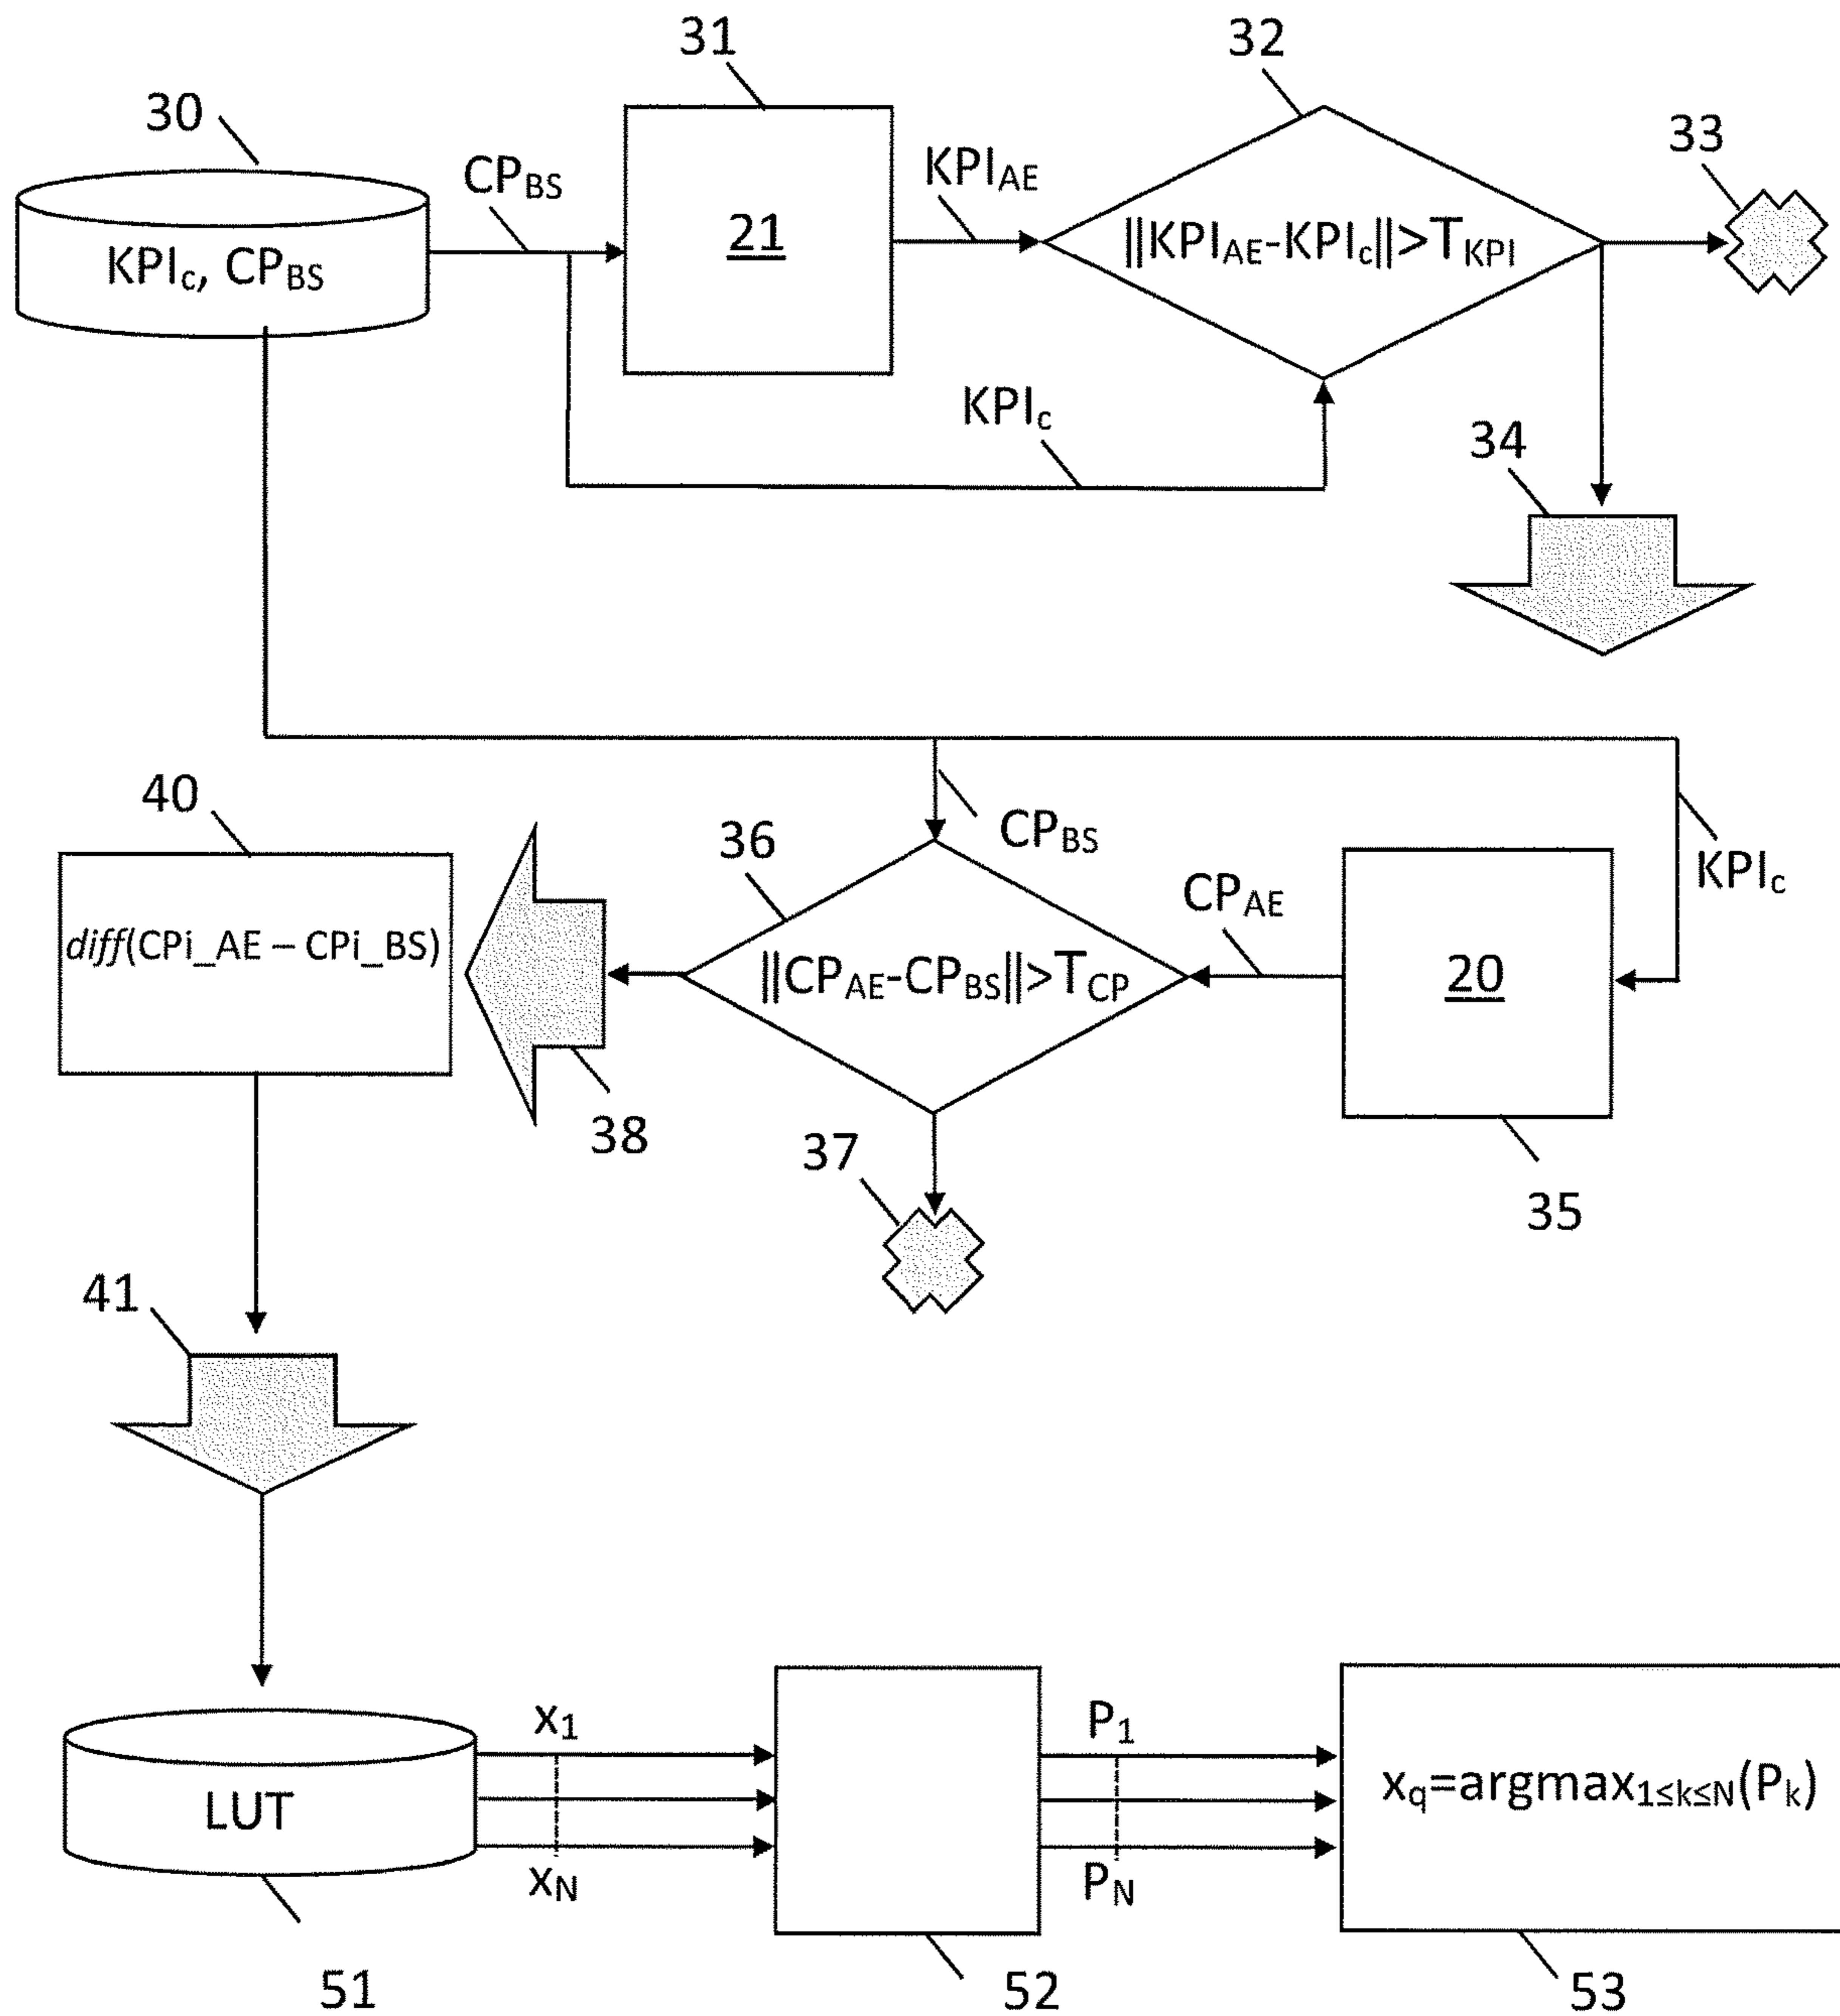 31
32
30
33
CP_BS
KPI_AE
21
||KPI_AE-KPI_c||>T_KPI
KPI_c, CP_BS
KPI_c
34
40
36
CP_BS
KPI_c
CP_AE
diff(CPi_AE – CPi_BS)
||CP_AE-CP_BS||>T_CP
20
38
37
35
41
x_1
P_1
LUT
x_q=argmax_1≤k≤N(P_k)
x_N
P_N
51
52
53